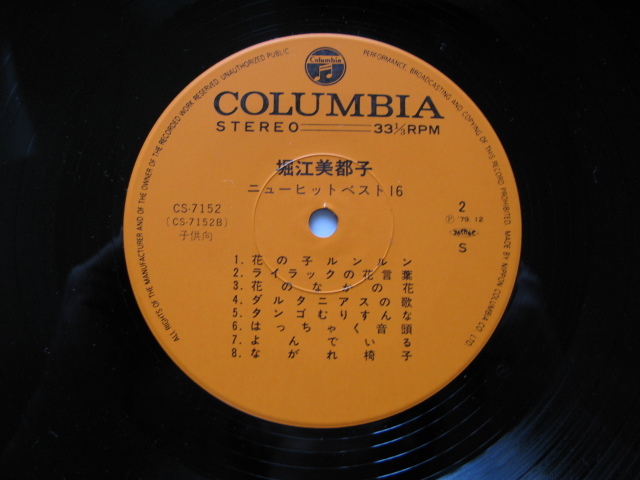 Columbia
COLUMBIA
STEREO 33⅓RPM
堀江美都子
ニューヒットベスト16
CS-7152
(CS-7152B)
子供向
2
Ⓟ '79.12
S
1. 花の子ルンルン
2. ライラックの花言葉
3. 花のなかの花
4. ダルタニアスの歌
5. タンゴむりすんな
6. はっちゃく音頭
7. よんでいる
8. ながれ椅子
ALL RIGHTS OF THE MANUFACTURER AND OF THE OWNER OF THE RECORDED WORK RESERVED. UNAUTHORIZED PUBLIC PERFORMANCE, BROADCASTING AND COPYING OF THIS RECORD PROHIBITED. MADE BY NIPPON COLUMBIA CO. LTD.